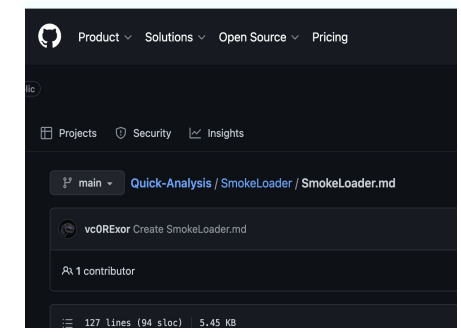 Product Solutions Open Source Pricing
lic
Projects Security Insights
main Quick-Analysis / SmokeLoader / SmokeLoader.md
vc0RExor Create SmokeLoader.md
1 contributor
127 lines (94 sloc) 5.45 KB